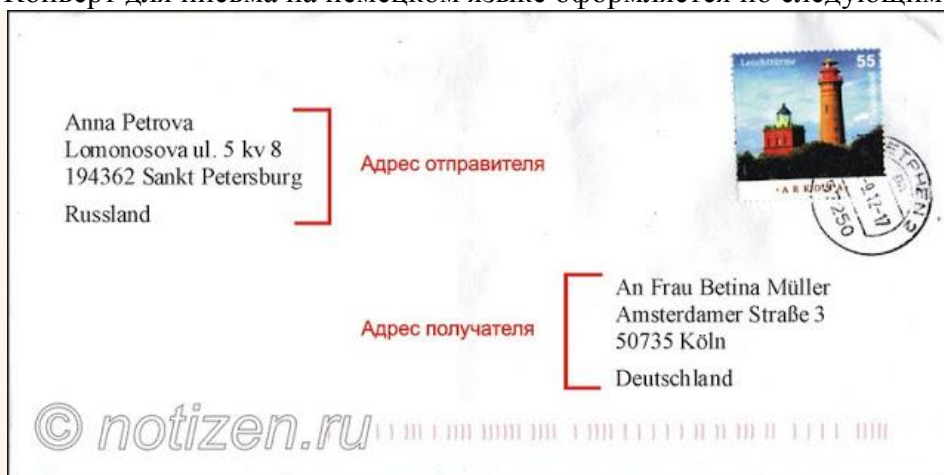 Конверт для письма на немецком языке оформляется по следующим
Leuchttürme 55
Anna Petrova
Lomonosova ul. 5 kv 8
194362 Sankt Petersburg
Russland
Адрес отправителя
ARKONA
An Frau Betina Müller
Amsterdamer Straße 3
50735 Köln
Deutschland
Адрес получателя
© notizen.ru